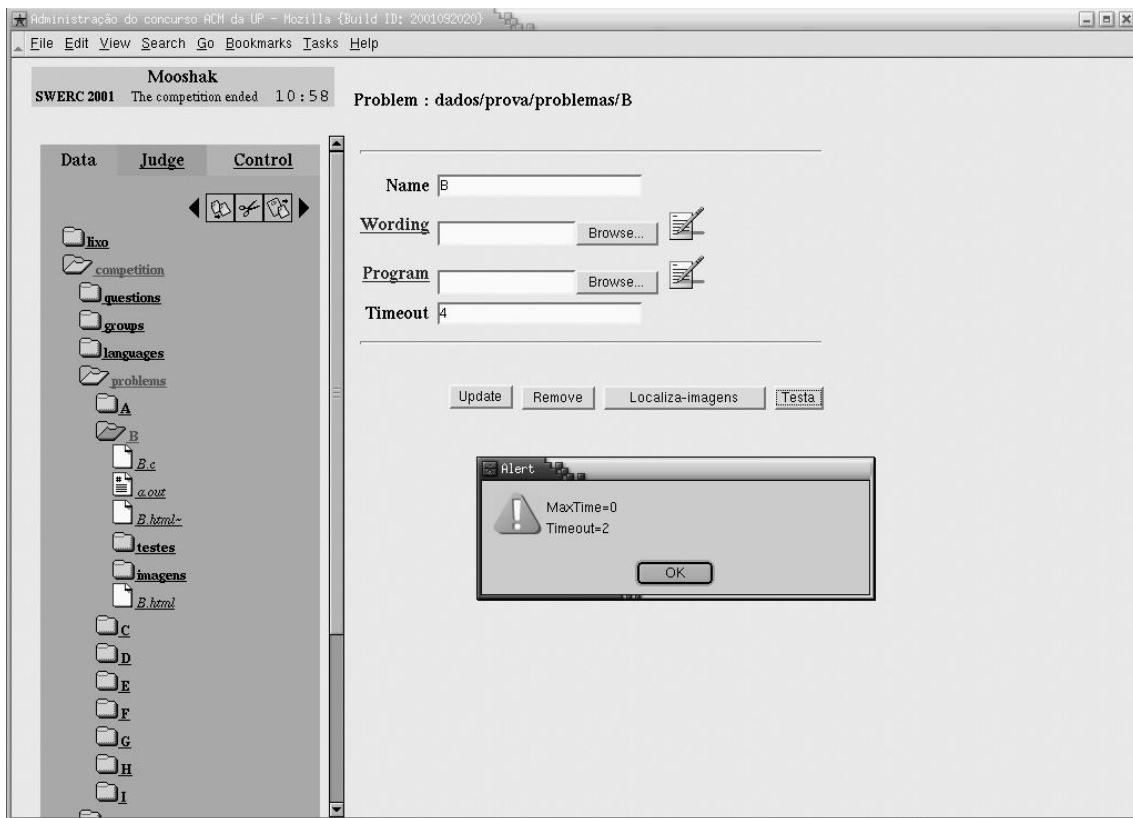 Administração do concurso ACM da UP - Mozilla {Build ID: 2001092020}
File Edit View Search Go Bookmarks Tasks Help
Mooshak
SWERC 2001 The competition ended 10:58
Problem : dados/prova/problemas/B
Data Judge Control
lixo
competition
questions
groups
languages
problems
A
B
B.c
a.out
B.html~
testes
imagens
B.html
C
D
E
F
G
H
I
Name B
Wording Browse...
Program Browse...
Timeout 4
Update Remove Localiza-imagens Testa
Alert
MaxTime=0
Timeout=2
OK